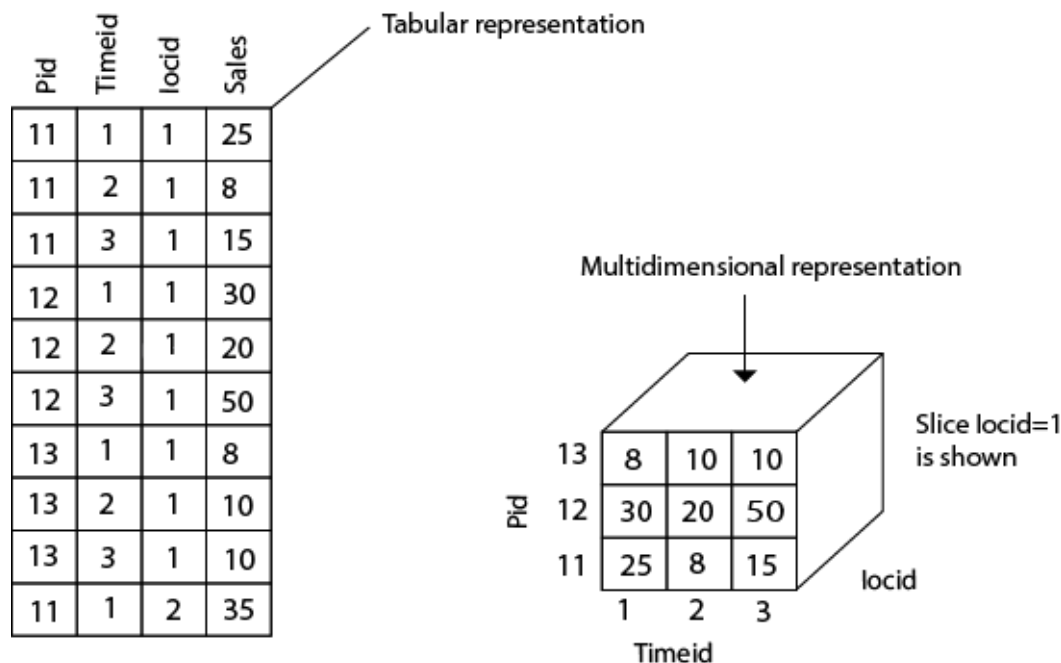 Tabular representation
Pid Timeid locid Sales
11 1 1 25
11 2 1 8
11 3 1 15
12 1 1 30
12 2 1 20
12 3 1 50
13 1 1 8
13 2 1 10
13 3 1 10
11 1 2 35
Multidimensional representation
Slice locid=1
is shown
Pid
13 8 10 10
12 30 20 50
11 25 8 15
1 2 3
Timeid
locid